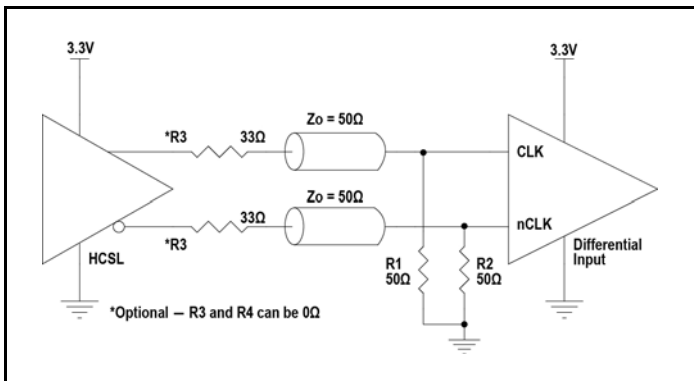 3.3V
3.3V
*R3 33Ω
Zo = 50Ω
CLK
Zo = 50Ω
33Ω
nCLK
*R3
HCSL
R1
50Ω
R2
50Ω
Differential
Input
*Optional — R3 and R4 can be 0Ω